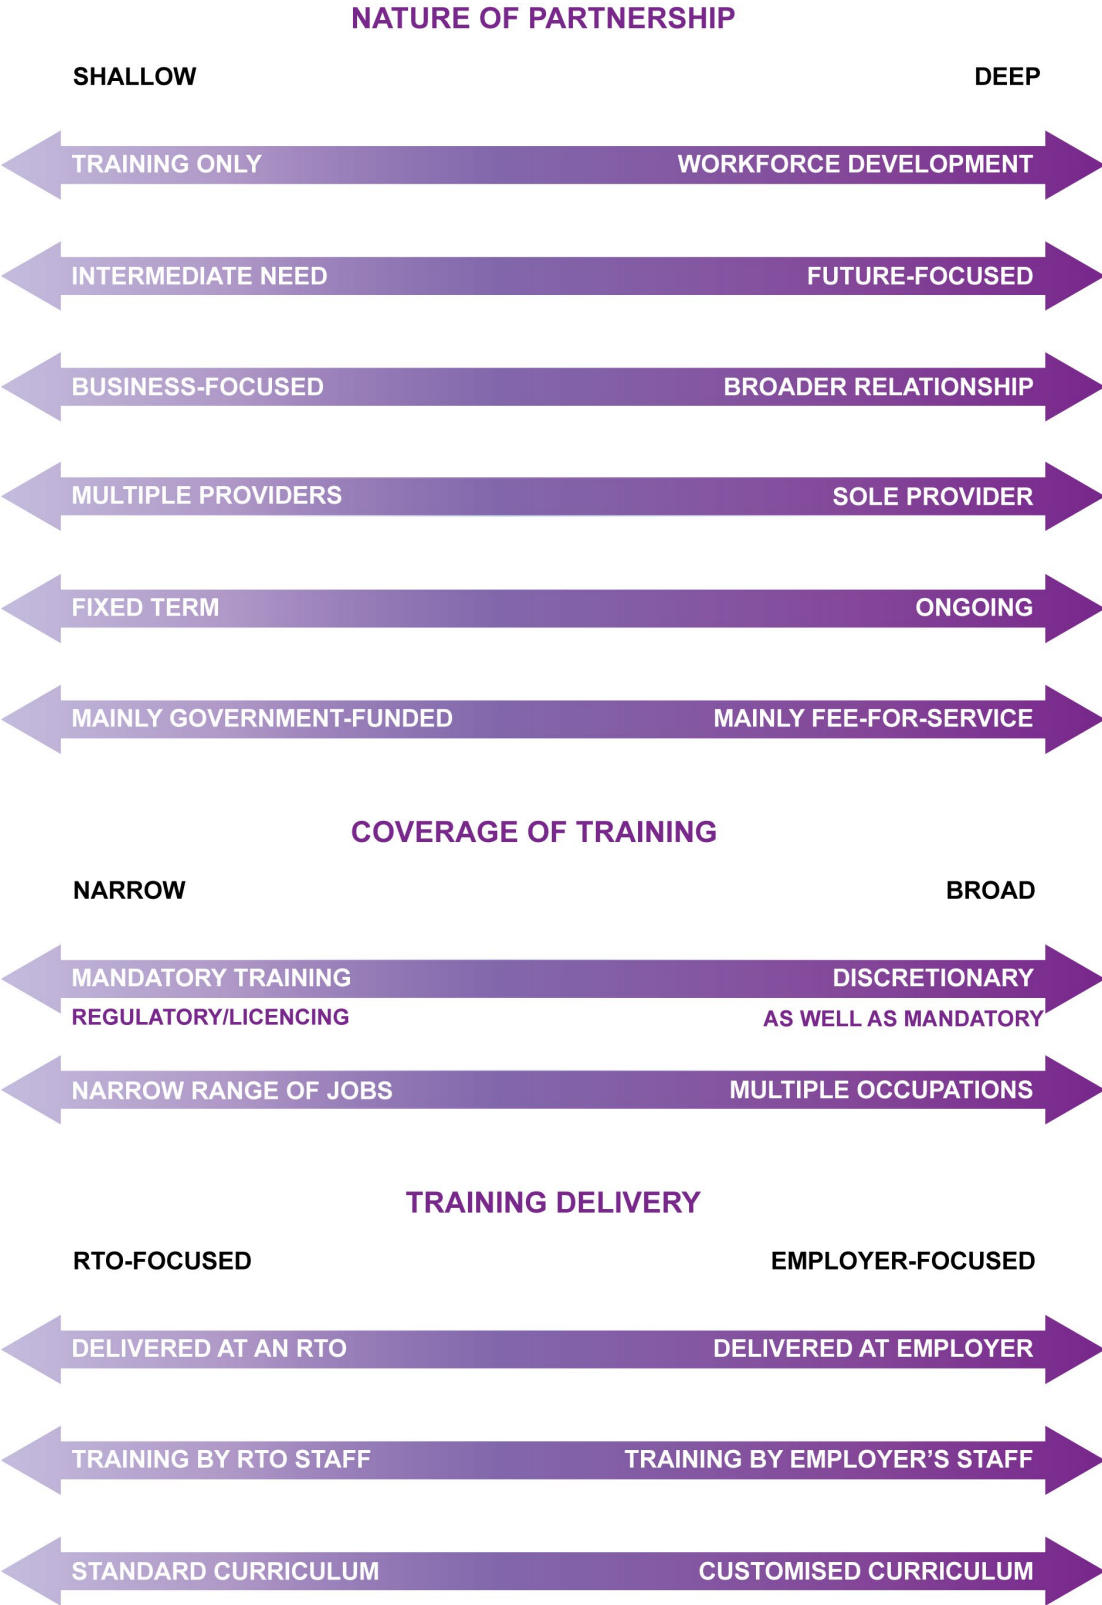 NATURE OF PARTNERSHIP
SHALLOW DEEP
TRAINING ONLY WORKFORCE DEVELOPMENT
INTERMEDIATE NEED FUTURE-FOCUSED
BUSINESS-FOCUSED BROADER RELATIONSHIP
MULTIPLE PROVIDERS SOLE PROVIDER
FIXED TERM ONGOING
MAINLY GOVERNMENT-FUNDED MAINLY FEE-FOR-SERVICE
COVERAGE OF TRAINING
NARROW BROAD
MANDATORY TRAINING DISCRETIONARY
REGULATORY/LICENCING AS WELL AS MANDATORY
NARROW RANGE OF JOBS MULTIPLE OCCUPATIONS
TRAINING DELIVERY
RTO-FOCUSED EMPLOYER-FOCUSED
DELIVERED AT AN RTO DELIVERED AT EMPLOYER
TRAINING BY RTO STAFF TRAINING BY EMPLOYER’S STAFF
STANDARD CURRICULUM CUSTOMISED CURRICULUM